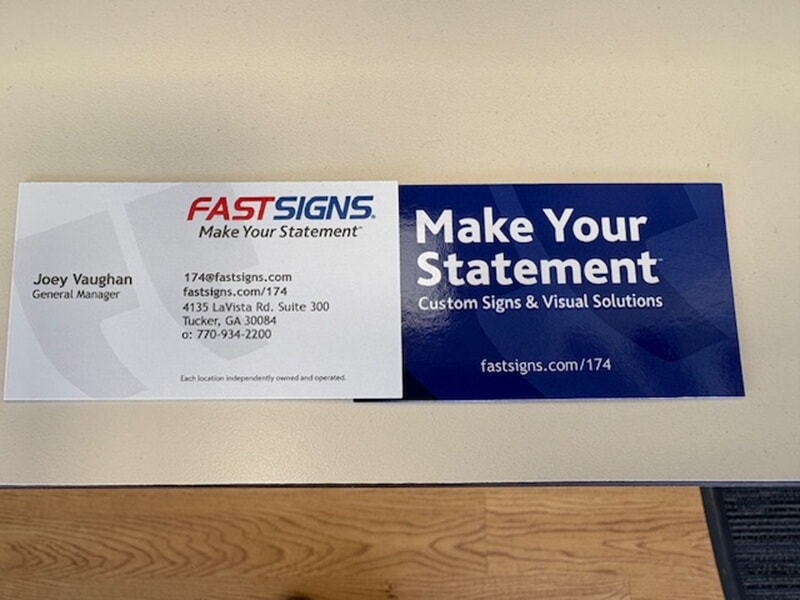 FASTSIGNS®
Make Your Statement™
Joey Vaughan
General Manager
174@fastsigns.com
fastsigns.com/174
4135 LaVista Rd. Suite 300
Tucker, GA 30084
o: 770-934-2200
Each location independently owned and operated.
Make Your
Statement™
Custom Signs & Visual Solutions
fastsigns.com/174